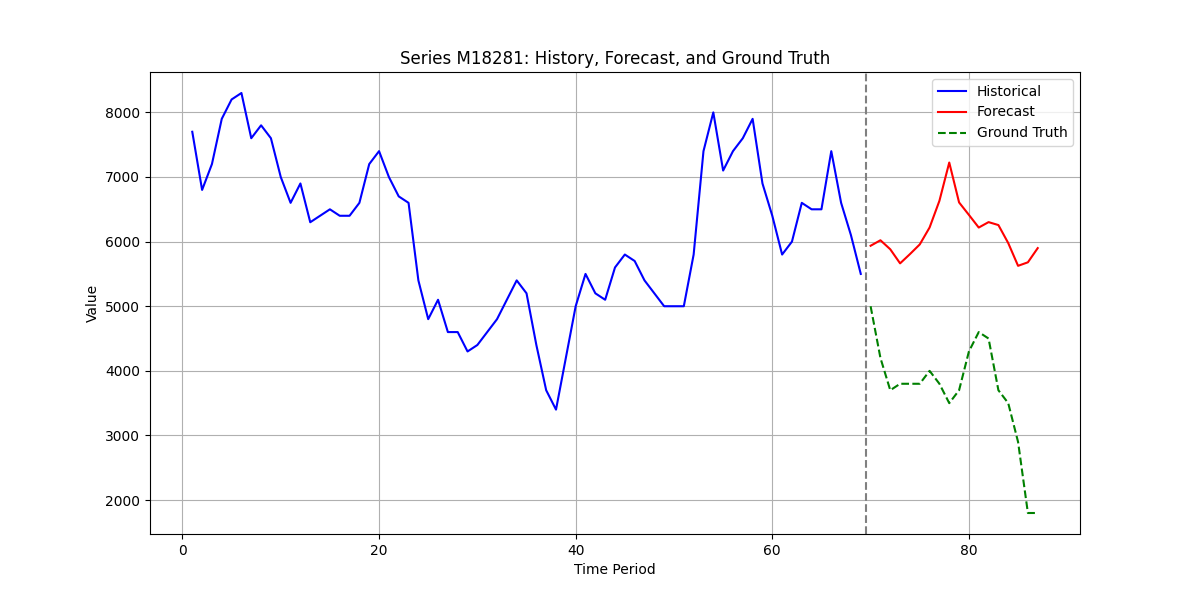 Series M18281: History, Forecast, and Ground Truth
Historical
Forecast
Ground Truth
8000
7000
6000
5000
4000
3000
2000
Value
0 20 40 60 80
Time Period